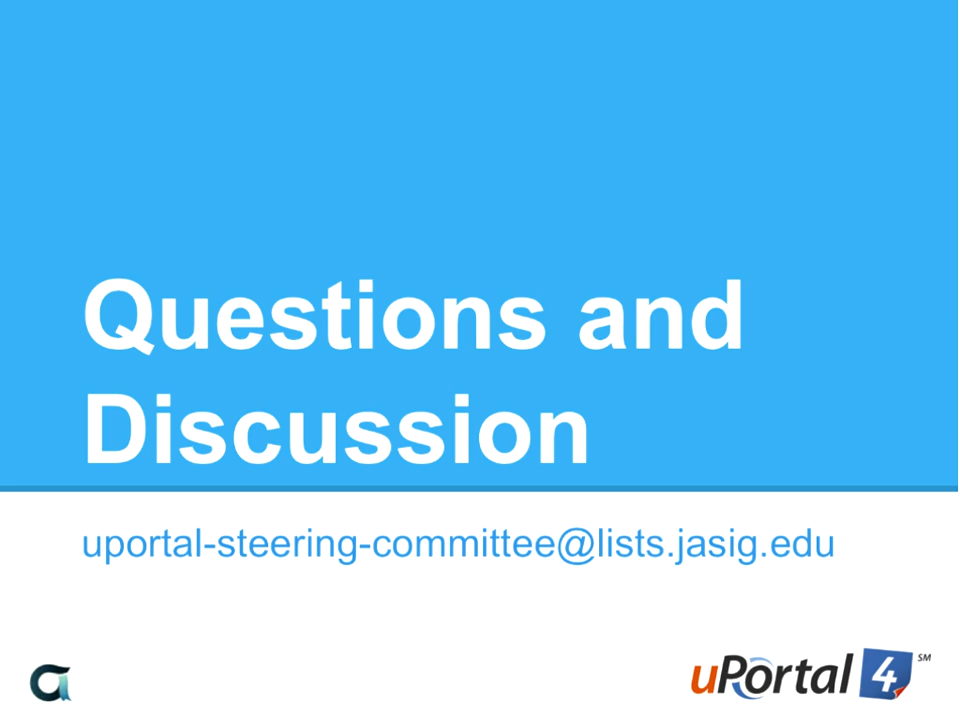 Questions and
Discussion
uportal-steering-committee@lists.jasig.edu
uPortal 4 SM